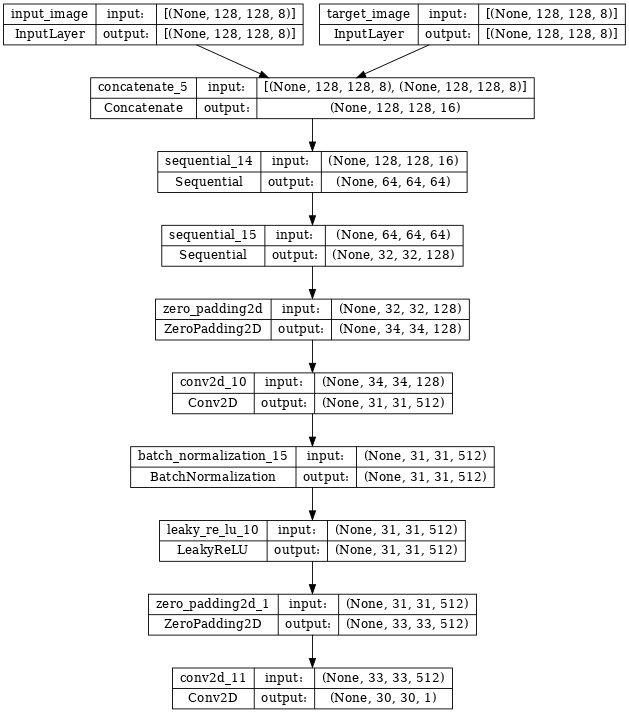 input_image input: [(None, 128, 128, 8)]
InputLayer output: [(None, 128, 128, 8)]
target_image input: [(None, 128, 128, 8)]
InputLayer output: [(None, 128, 128, 8)]
concatenate_5 input: [(None, 128, 128, 8), (None, 128, 128, 8)]
Concatenate output: (None, 128, 128, 16)
sequential_14 input: (None, 128, 128, 16)
Sequential output: (None, 64, 64, 64)
sequential_15 input: (None, 64, 64, 64)
Sequential output: (None, 32, 32, 128)
zero_padding2d input: (None, 32, 32, 128)
ZeroPadding2D output: (None, 34, 34, 128)
conv2d_10 input: (None, 34, 34, 128)
Conv2D output: (None, 31, 31, 512)
batch_normalization_15 input: (None, 31, 31, 512)
BatchNormalization output: (None, 31, 31, 512)
leaky_re_lu_10 input: (None, 31, 31, 512)
LeakyReLU output: (None, 31, 31, 512)
zero_padding2d_1 input: (None, 31, 31, 512)
ZeroPadding2D output: (None, 33, 33, 512)
conv2d_11 input: (None, 33, 33, 512)
Conv2D output: (None, 30, 30, 1)